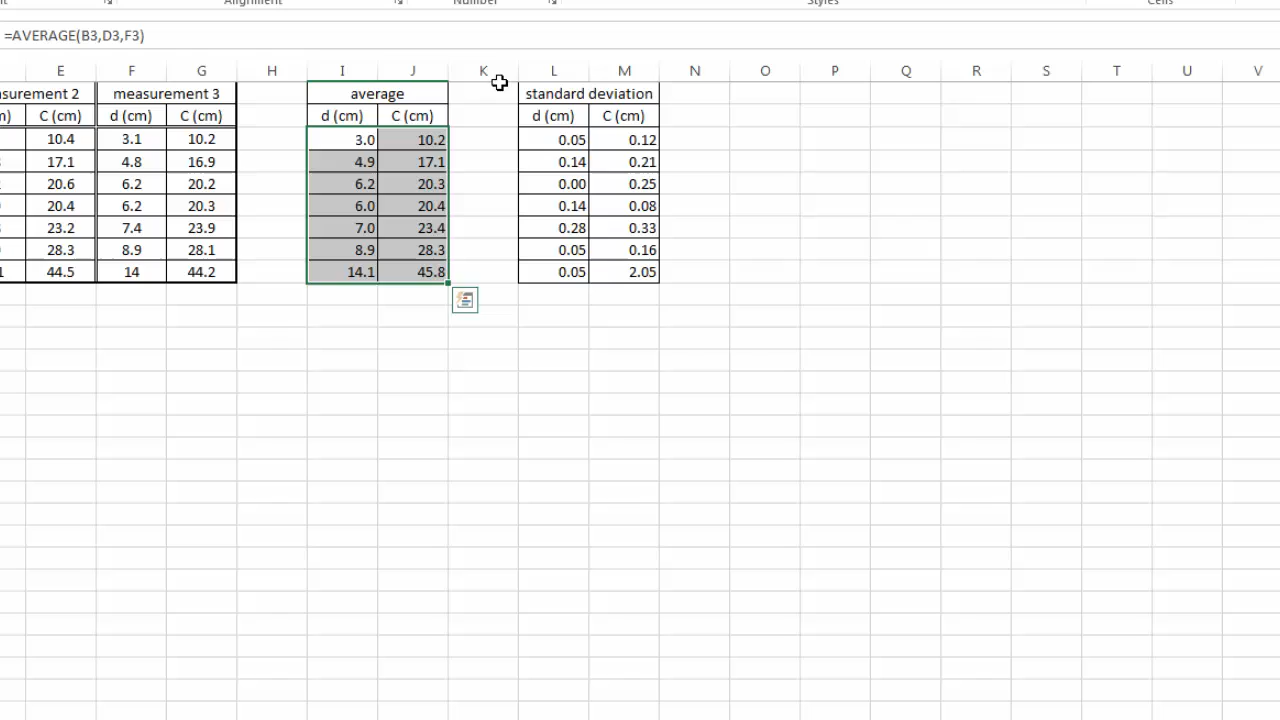 Alignment Number Styles Cells
=AVERAGE(B3,D3,F3)
E F G H I J K L M N O P Q R S T U V
surement 2 measurement 3 average standard deviation
C (cm) d (cm) C (cm) d (cm) C (cm) d (cm) C (cm)
10.4 3.1 10.2 3.0 10.2 0.05 0.12
17.1 4.8 16.9 4.9 17.1 0.14 0.21
20.6 6.2 20.2 6.2 20.3 0.00 0.25
20.4 6.2 20.3 6.0 20.4 0.14 0.08
23.2 7.4 23.9 7.0 23.4 0.28 0.33
28.3 8.9 28.1 8.9 28.3 0.05 0.16
44.5 14 44.2 14.1 45.8 0.05 2.05